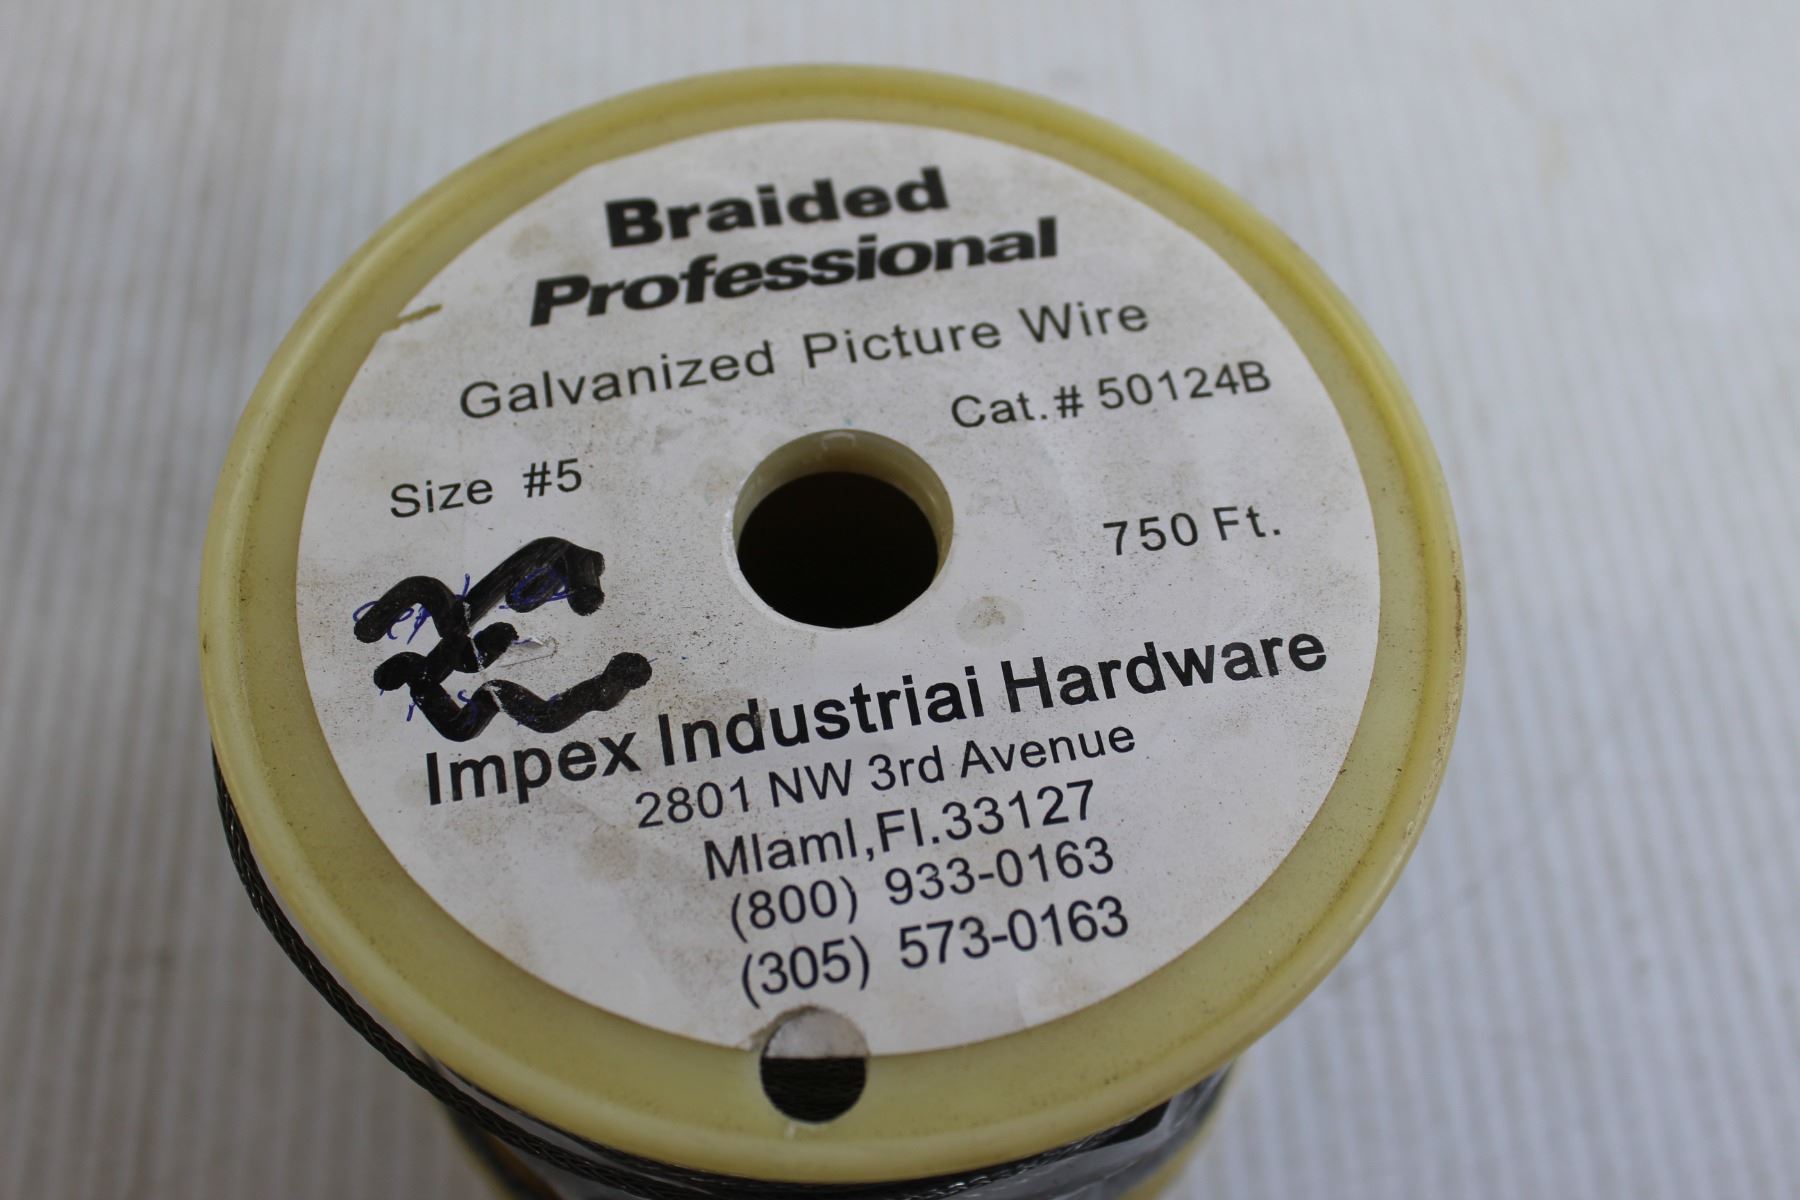 Braided
Professional
Galvanized Picture Wire
Cat.# 50124B
Size #5
750 Ft.
Impex Industriai Hardware
2801 NW 3rd Avenue
MlamI,Fl.33127
(800) 933-0163
(305) 573-0163